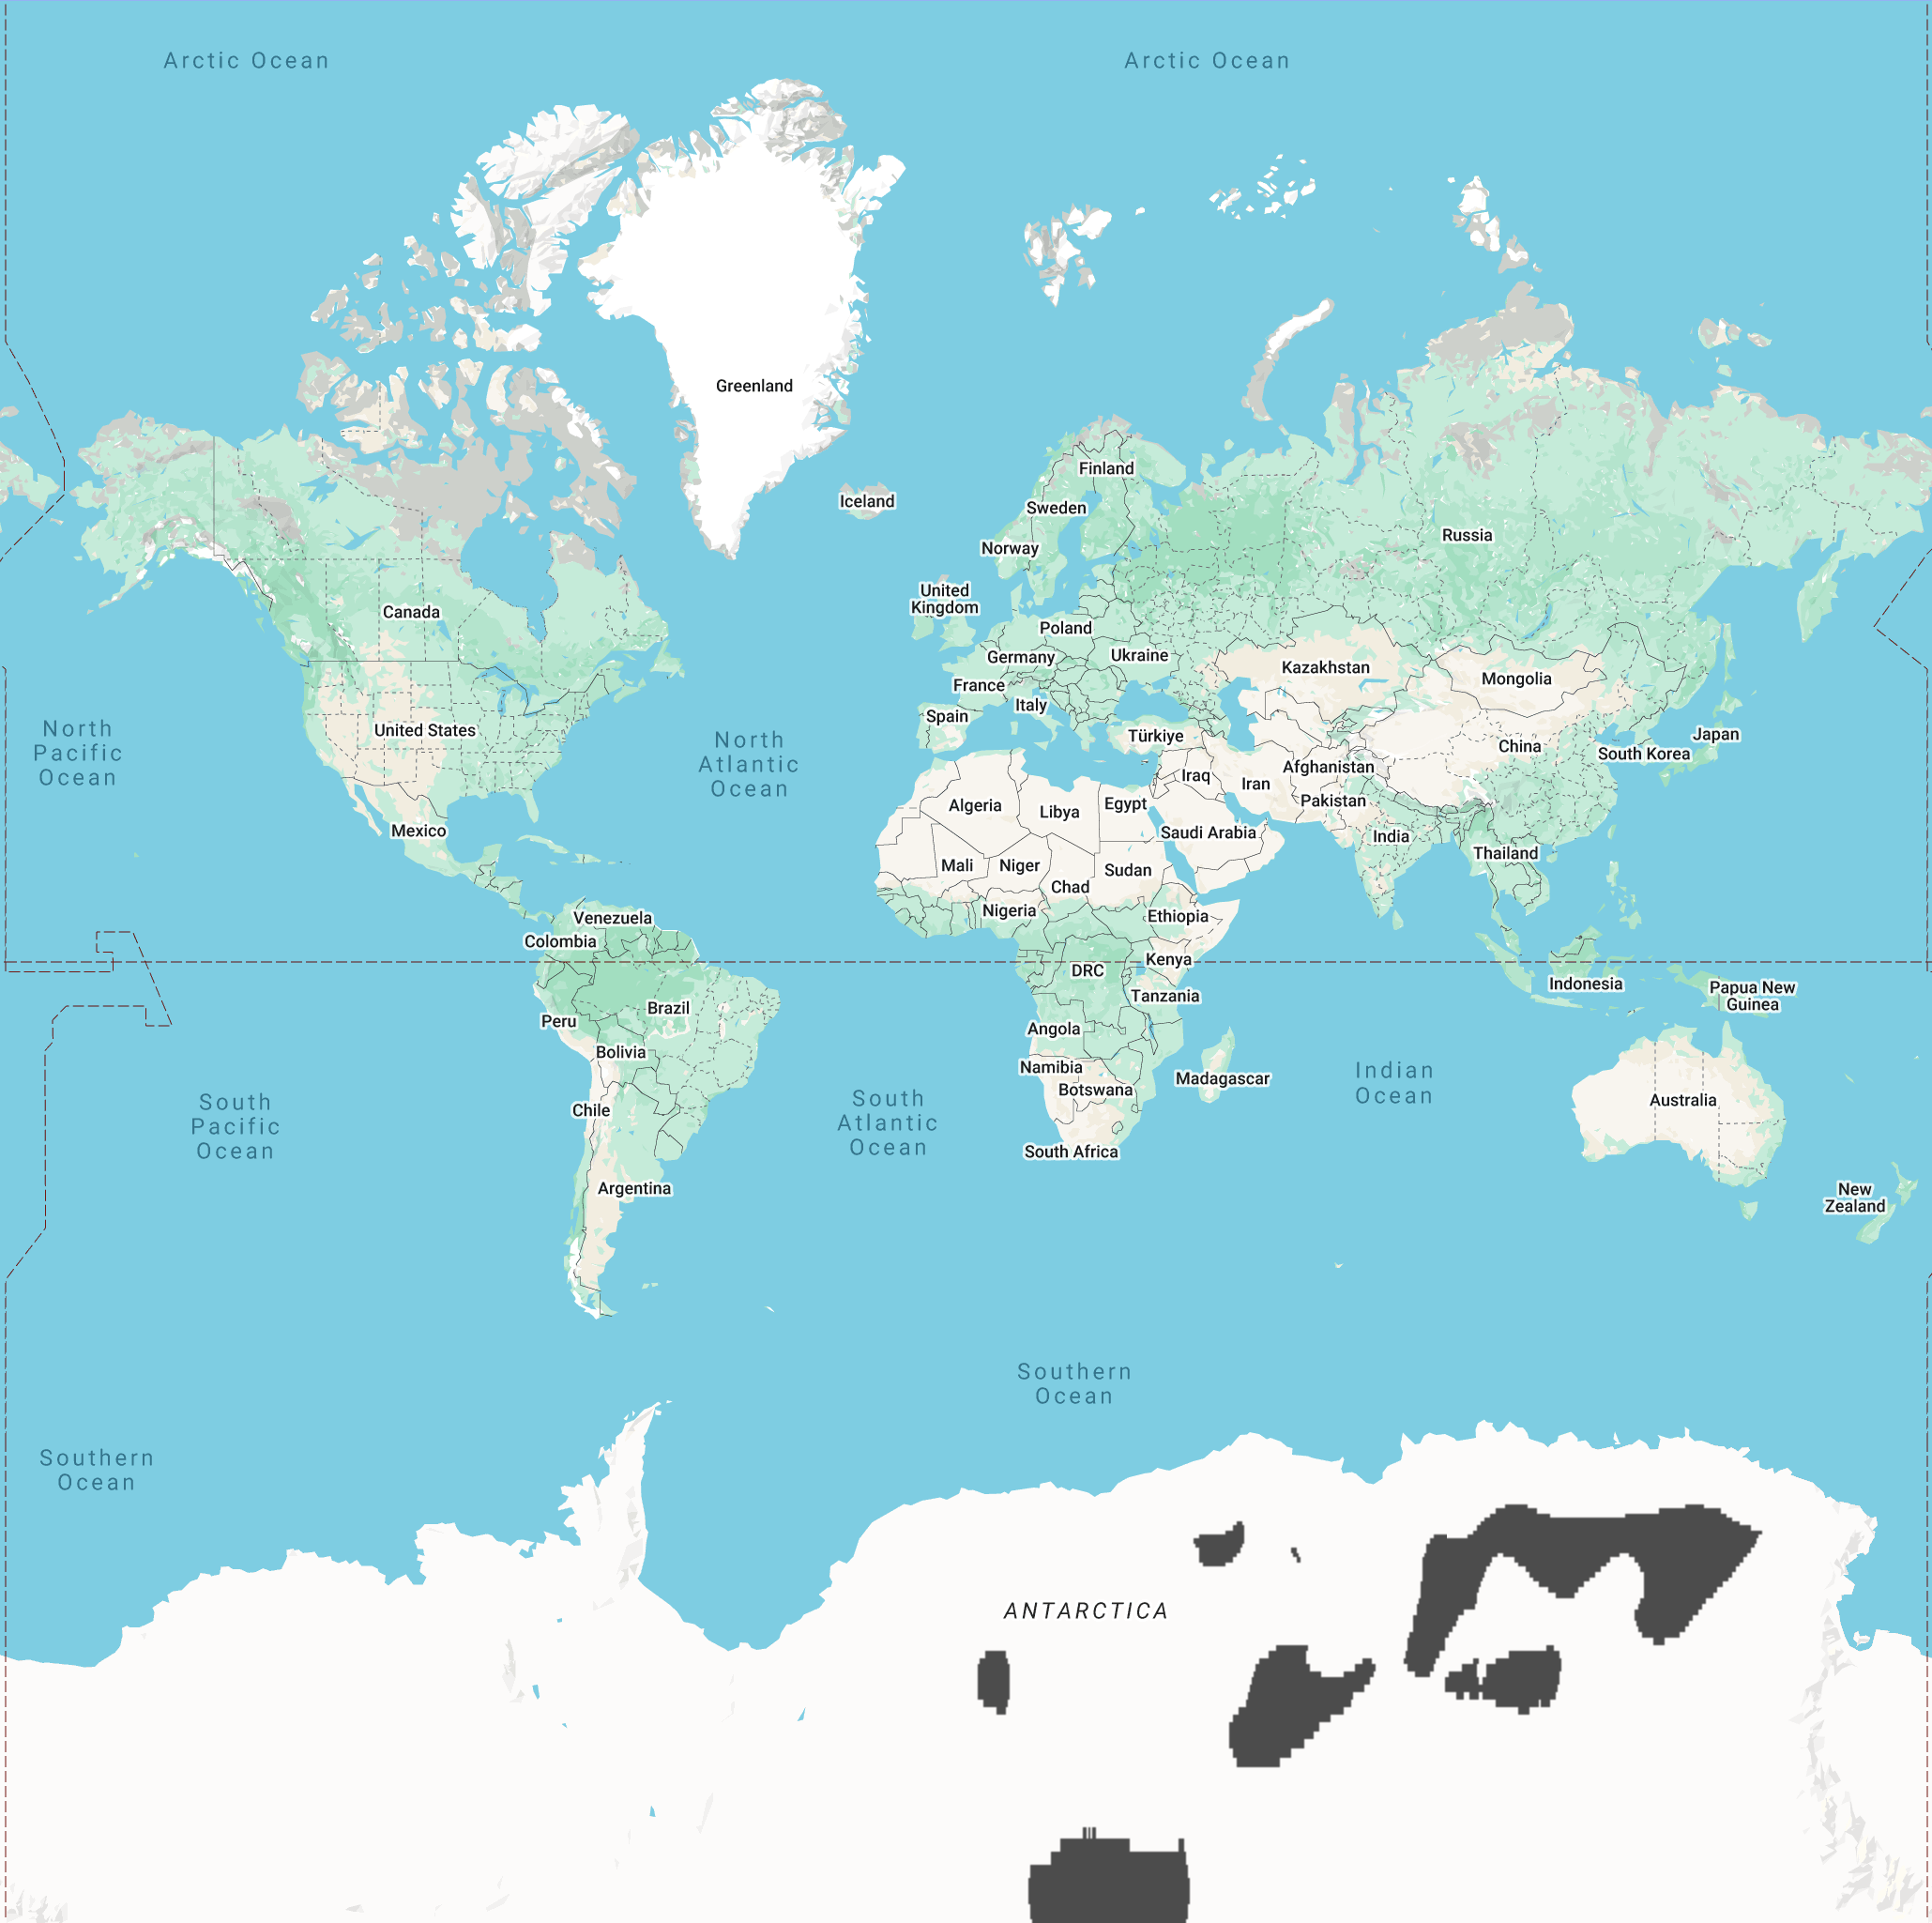 Arctic Ocean
Arctic Ocean
Greenland
Finland
Iceland
Sweden
Russia
Norway
United
Kingdom
Canada
Poland
Ukraine
Germany
Kazakhstan
Mongolia
France
Italy
Spain
North
Pacific
Ocean
United States
North
Atlantic
Ocean
Türkiye
Japan
China
South Korea
Iraq
Afghanistan
Iran
Pakistan
Algeria
Libya
Egypt
Mexico
Saudi Arabia
India
Thailand
Mali
Niger
Sudan
Chad
Nigeria
Ethiopia
Venezuela
Colombia
Kenya
DRC
Indonesia
Papua New
Guinea
Tanzania
Brazil
Peru
Angola
Bolivia
Namibia
Botswana
Madagascar
Indian
Ocean
Australia
Chile
South
Pacific
Ocean
South
Atlantic
Ocean
South Africa
Argentina
New
Zealand
Southern
Ocean
Southern
Ocean
ANTARCTICA